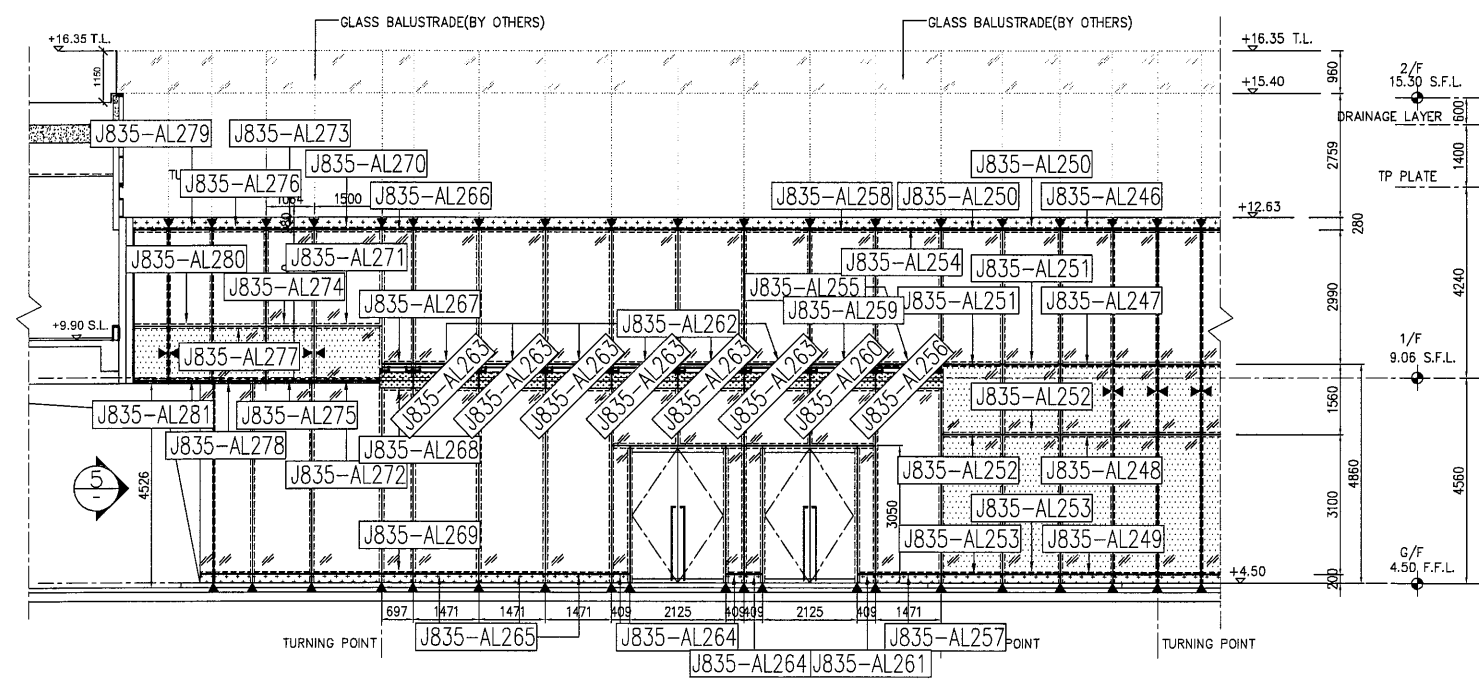 GLASS BALUSTRADE(BY OTHERS)
GLASS BALUSTRADE(BY OTHERS)
+16.35 T.L.
+16.35 T.L.
1150
960
2/F
15.30 S.F.L.
+15.40
600
DRAINAGE LAYER
J835-AL279
J835-AL273
2759
1400
J835-AL270
J835-AL250
TP PLATE
J835-AL276
J835-AL266
J835-AL258
J835-AL250
J835-AL246
1064
1500
+12.63
280
J835-AL280
J835-AL271
J835-AL254
J835-AL251
4240
J835-AL274
J835-AL255
J835-AL267
J835-AL251
J835-AL247
2990
J835-AL259
+9.90 S.L.
J835-AL262
1/F
9.06 S.F.L.
J835-AL277
J835-AL263
J835-AL263
J835-AL263
J835-AL263
J835-AL263
J835-AL263
J835-AL260
J835-AL256
J835-AL252
1560
J835-AL281
J835-AL275
J835-AL278
J835-AL268
J835-AL272
J835-AL252
J835-AL248
4860
4560
5
-
4526
3050
3100
J835-AL253
J835-AL269
J835-AL253
J835-AL249
+4.50
G/F
4.50 F.F.L.
200
697
1471
1471
1471
409
2125
409
409
2125
409
1471
J835-AL265
J835-AL264
J835-AL257
TURNING POINT
POINT
TURNING POINT
J835-AL264
J835-AL261